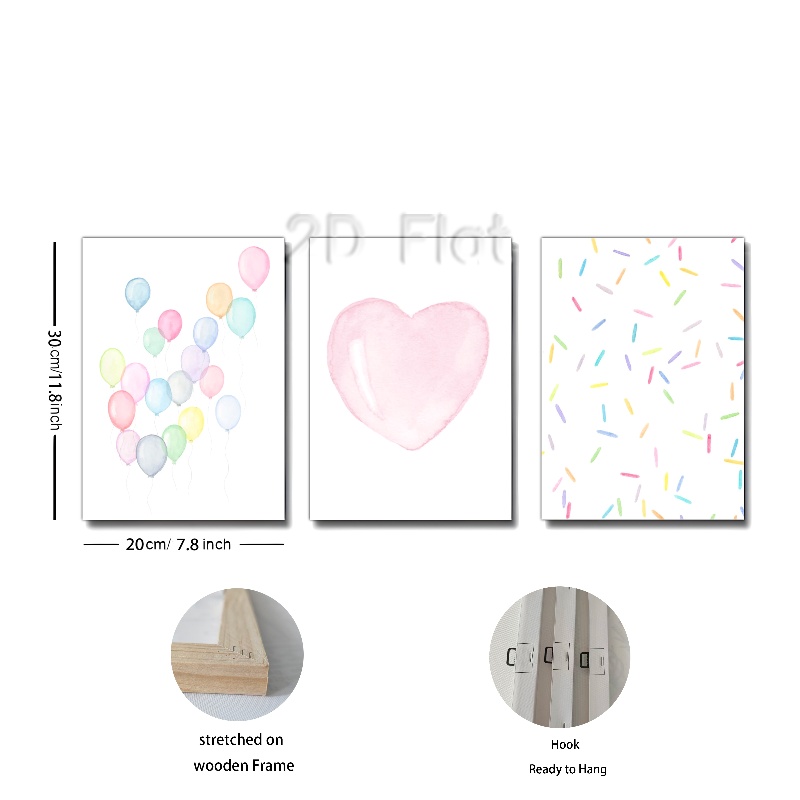 2D Flat
30cm/11.8inch
20cm/ 7.8 inch
stretched on
wooden Frame
Hook
Ready to Hang